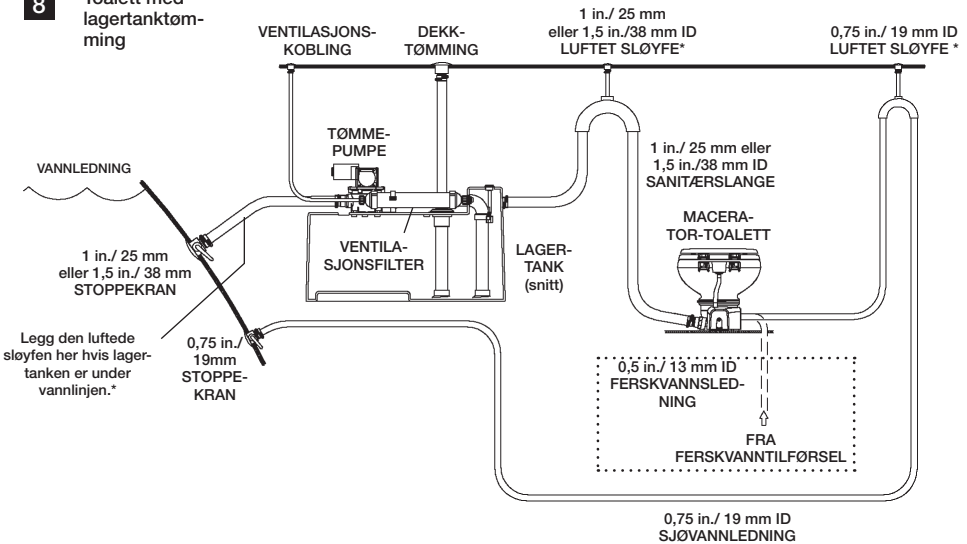 8
Toalett med
lagertanktøm-
ming
VENTILASJONS-
KOBLING
DEKK-
TØMMING
1 in./ 25 mm
eller 1,5 in./38 mm ID
LUFTET SLØYFE*
0,75 in./ 19 mm ID
LUFTET SLØYFE *
TØMME-
PUMPE
VANNLEDNING
1 in./ 25 mm eller
1,5 in./38 mm ID
SANITÆRSLANGE
MACERA-
TOR-TOALETT
VENTILA-
SJONSFILTER
LAGER-
TANK
(snitt)
1 in./ 25 mm
eller 1,5 in./ 38 mm
STOPPEKRAN
Legg den luftede
sløyfen her hvis lager-
tanken er under
vannlinjen.*
0,75 in./
19mm
STOPPE-
KRAN
0,5 in./ 13 mm ID
FERSKVANNSLED-
NING
FRA
FERSKVANNTILFØRSEL
0,75 in./ 19 mm ID
SJØVANNLEDNING